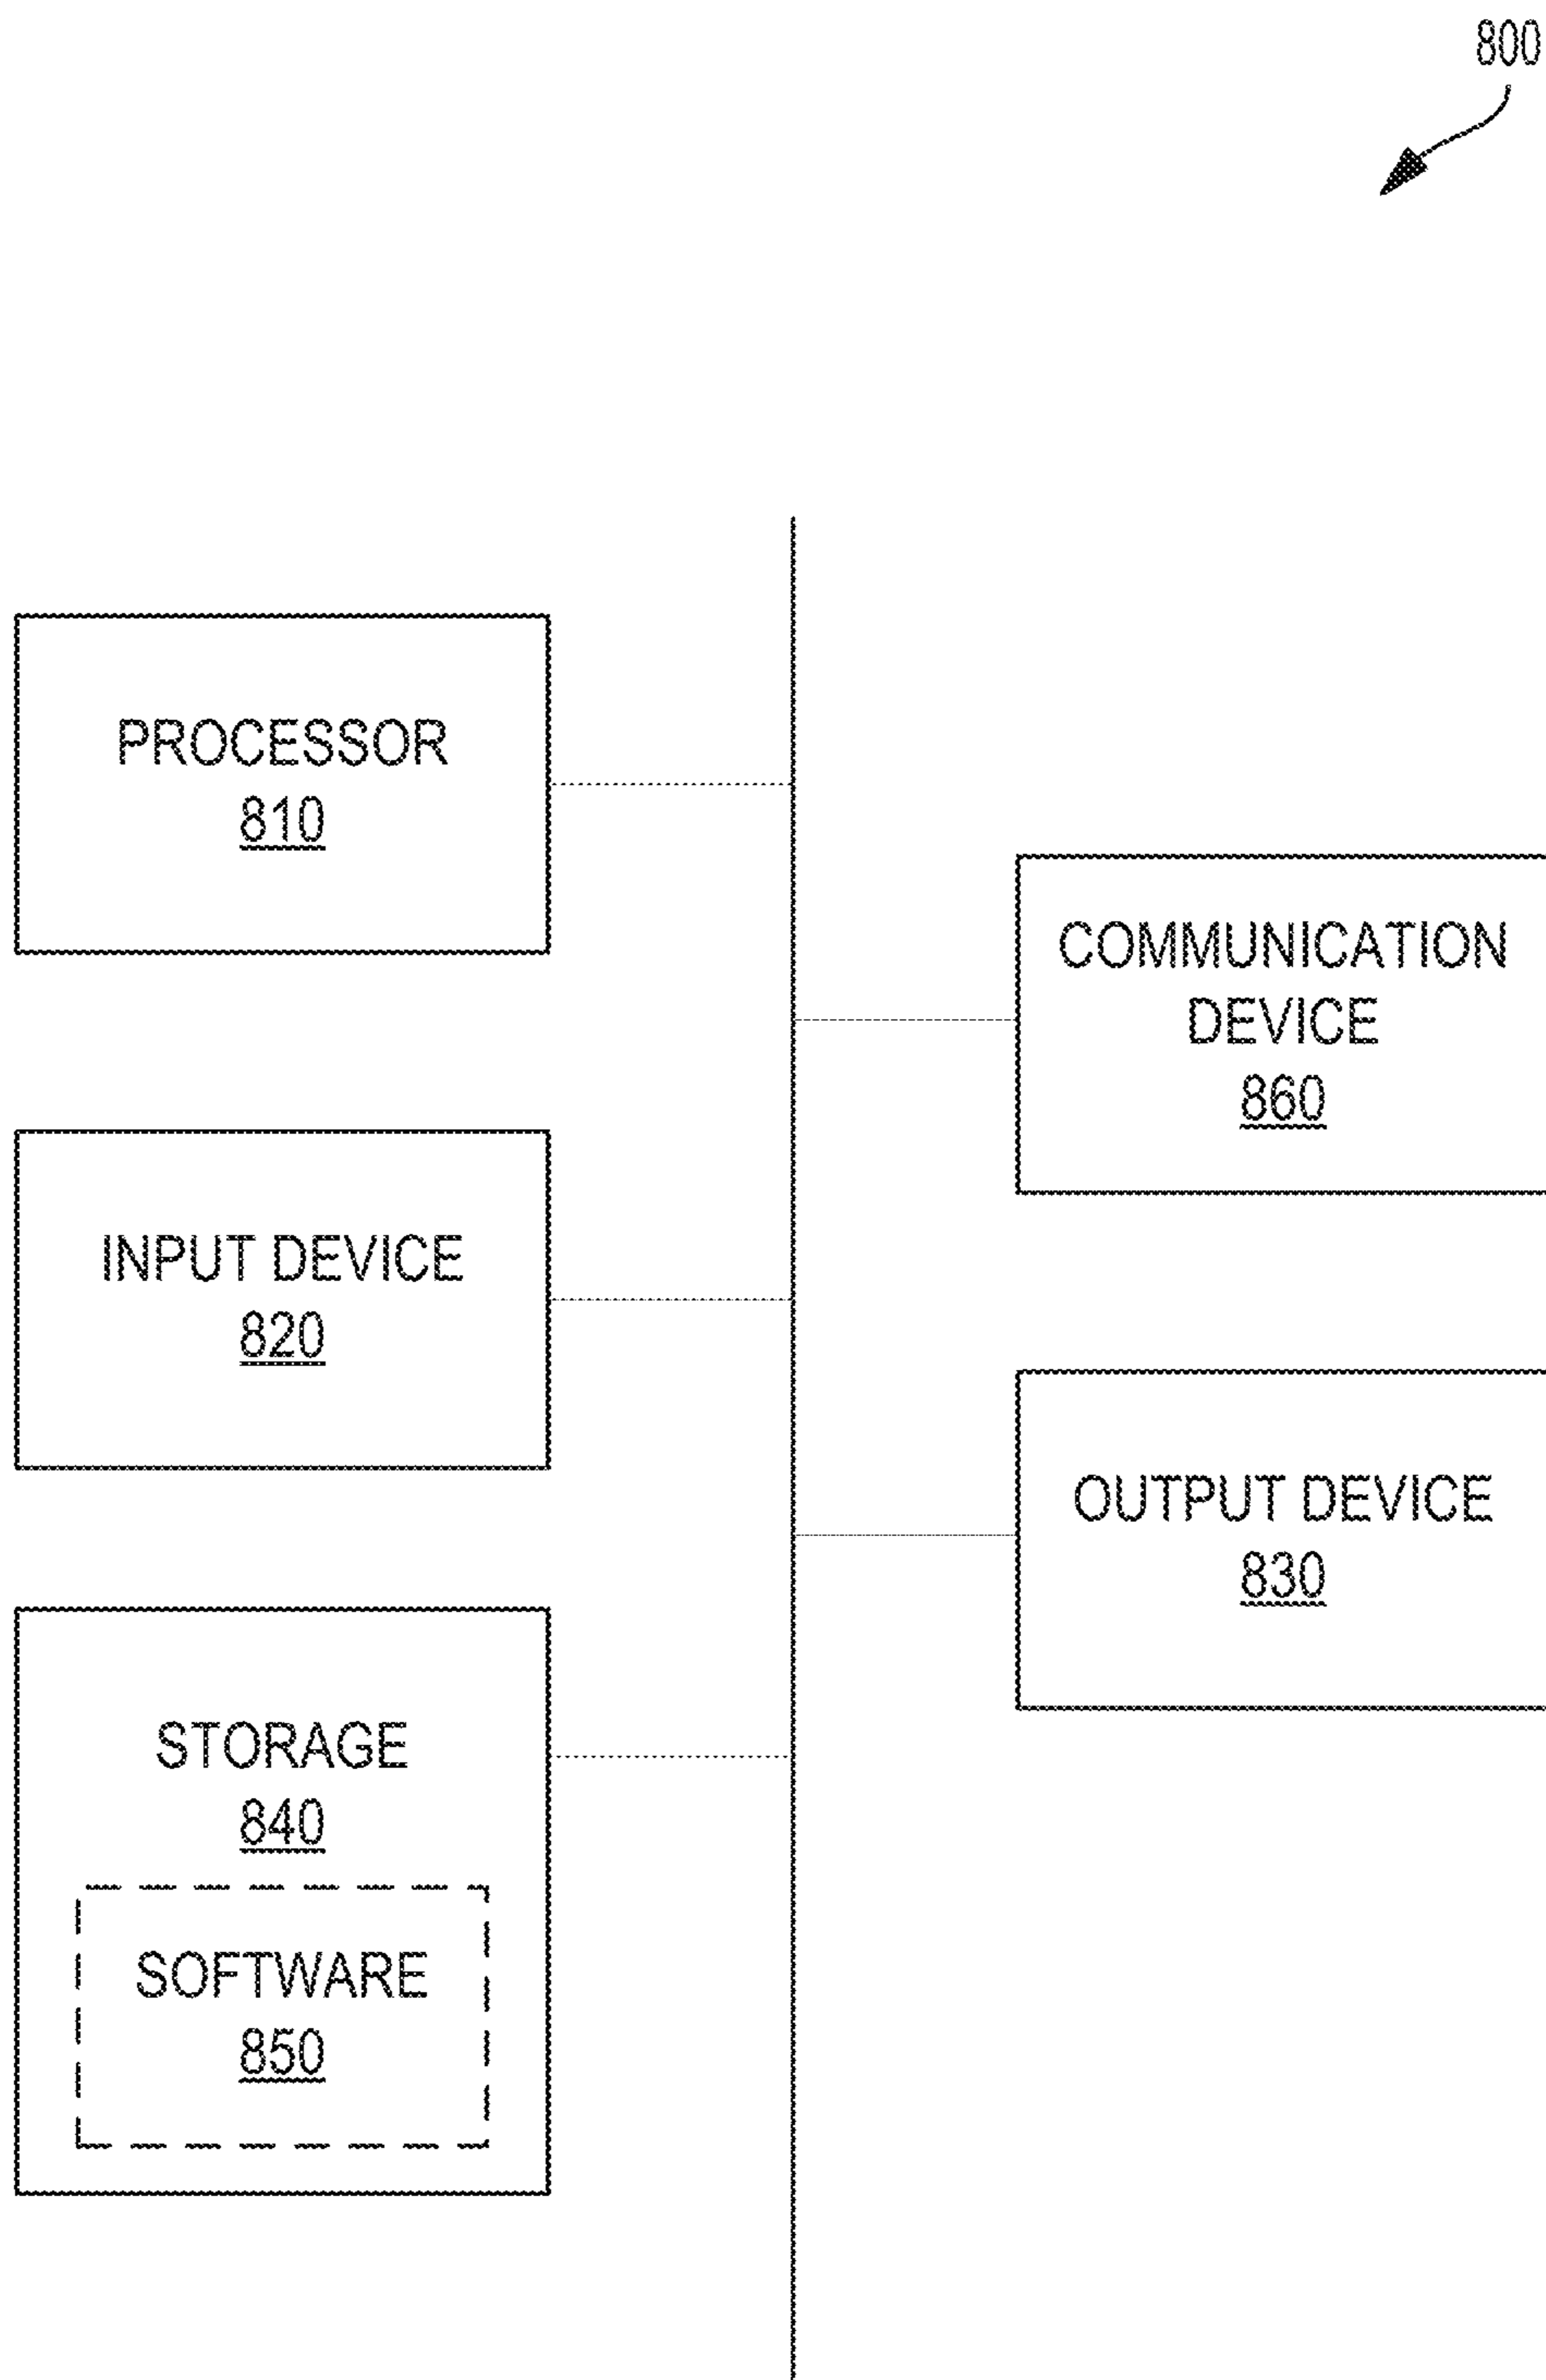 800
PROCESSOR
810
COMMUNICATION
DEVICE
860
INPUT DEVICE
820
OUTPUT DEVICE
830
STORAGE
840
SOFTWARE
850